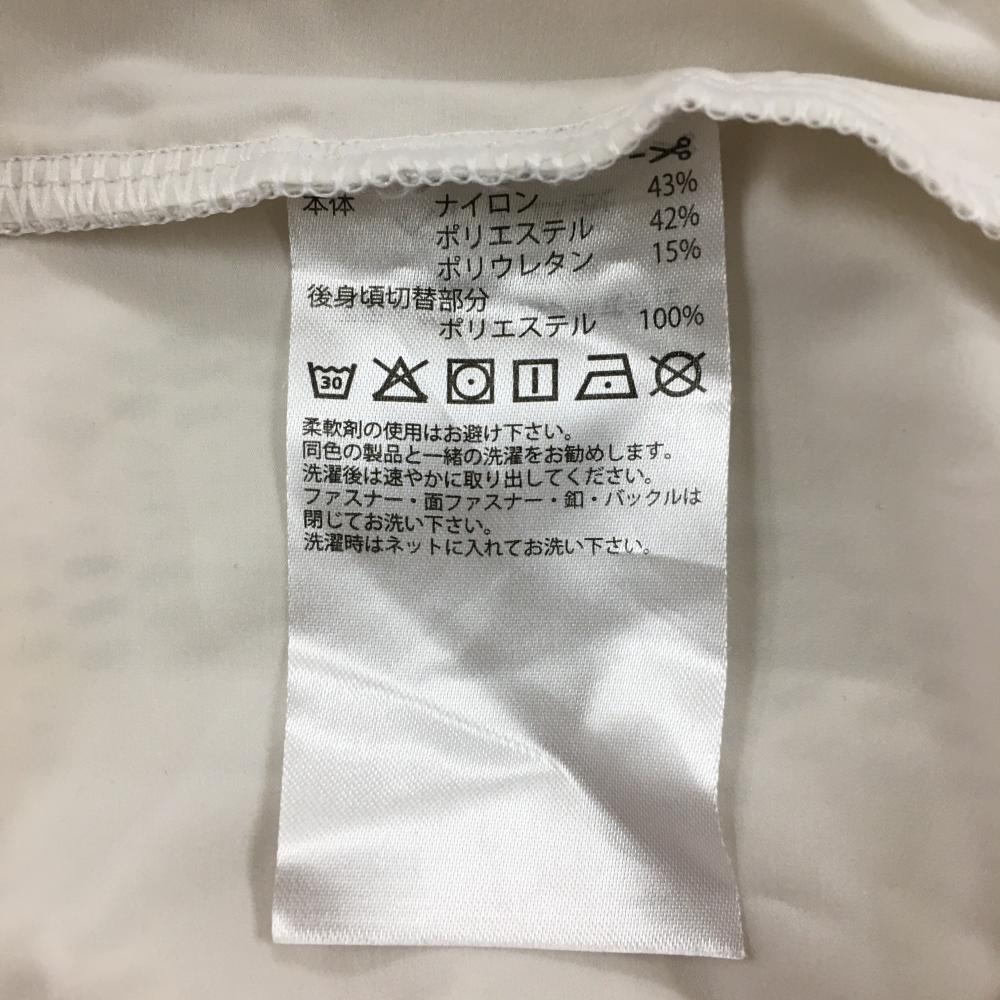 本体 ナイロン 43%
ポリエステル 42%
ポリウレタン 15%
後身頃切替部分
ポリエステル 100%
30
柔軟剤の使用はお避け下さい。
同色の製品と一緒の洗濯をお勧めします。
洗濯後は速やかに取り出してください。
ファスナー・面ファスナー・釦・バックルは
閉じてお洗い下さい。
洗濯時はネットに入れてお洗い下さい。